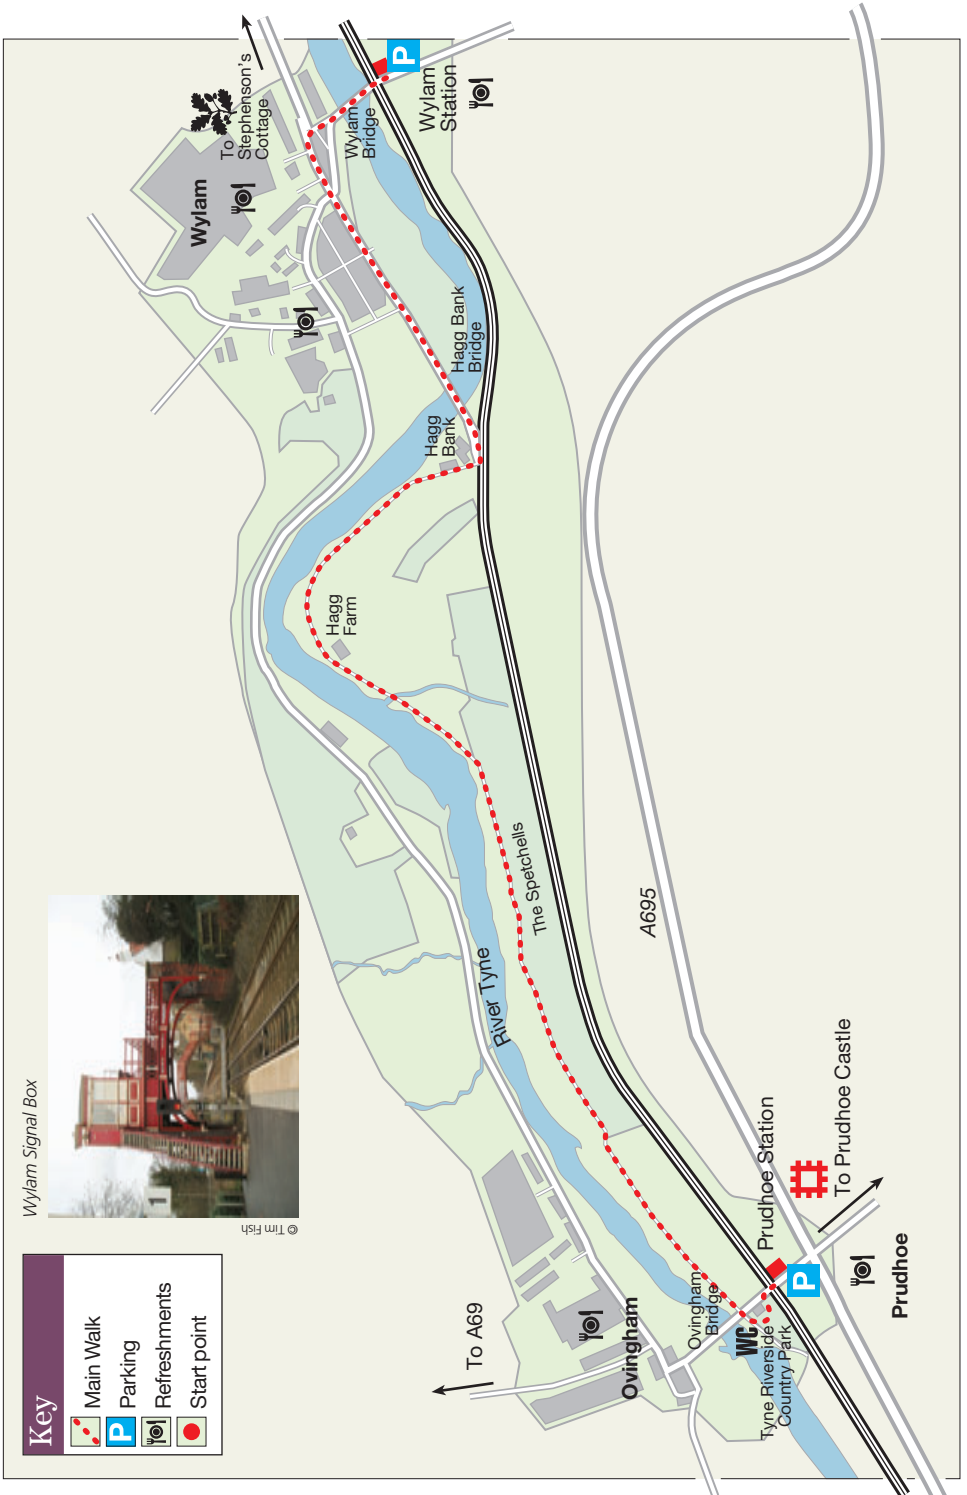 Wylam Signal Box
1
© Tim Fish
Key
Main Walk
P
Parking
Refreshments
Start point
To A69
Ovingham
Ovingham
Bridge
WC
Tyne Riverside
Country Park
P
Prudhoe Station
To Prudhoe Castle
Prudhoe
A695
River Tyne
The Spetchells
Hagg
Farm
Hagg
Bank
Hagg Bank
Bridge
Wylam
To
Stephenson's
Cottage
Wylam
Bridge
Wylam
Station
P